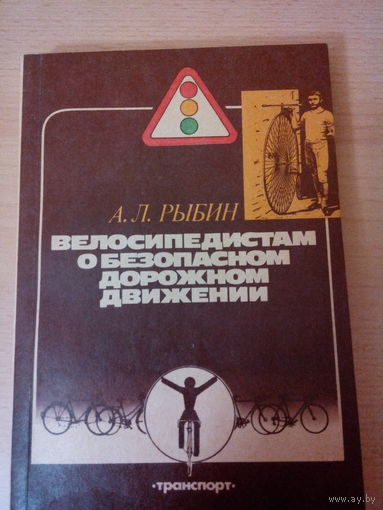 А. Л. РЫБИН
ВЕЛОСИПЕДИСТАМ
О БЕЗОПАСНОМ
ДОРОЖНОМ
ДВИЖЕНИИ
•транспорт•
www.ay.by